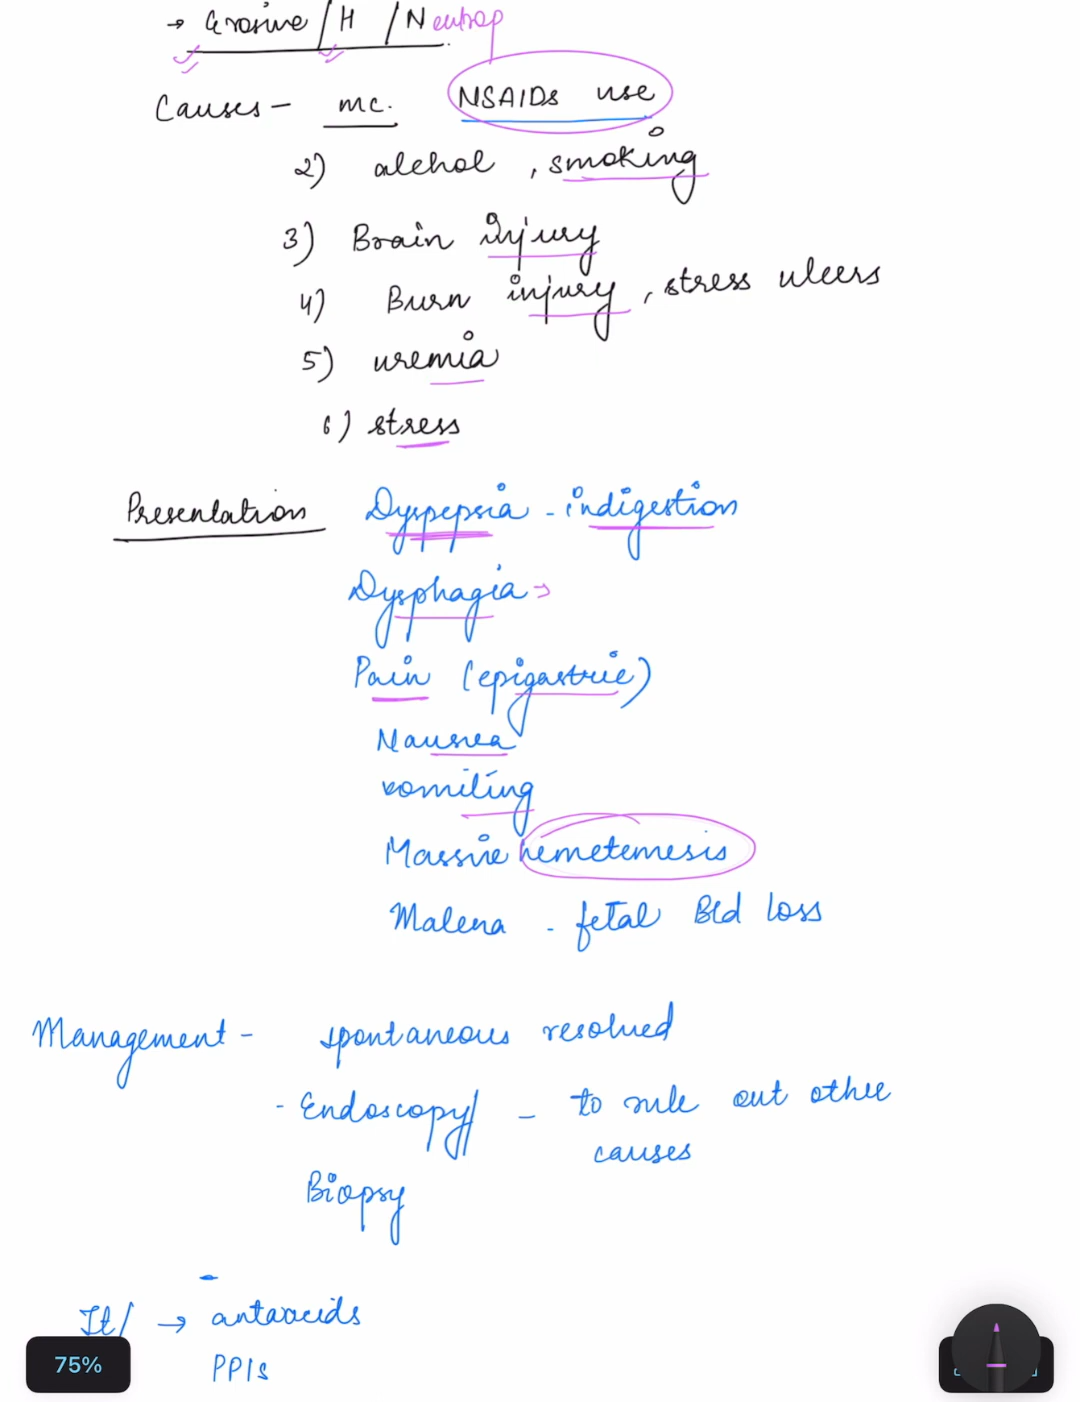 → Erosive / H / Neutrop
Causes - mc. NSAIDs use
2) alchol , smoking
3) Brain Injury
4) Burn injury , stress ulcers
5) uremia
6) stress
Presentation Dyspepsia - indigestion
Dysphagia →
Pain (epigastric)
Nausea
vomiting
Massive hemetemesis
Malena - fetal Bld loss
Management - spontaneous resolved
- Endoscopy/ - to rule out other
causes
Biopsy
-
/ → antacids
PPIs
75%